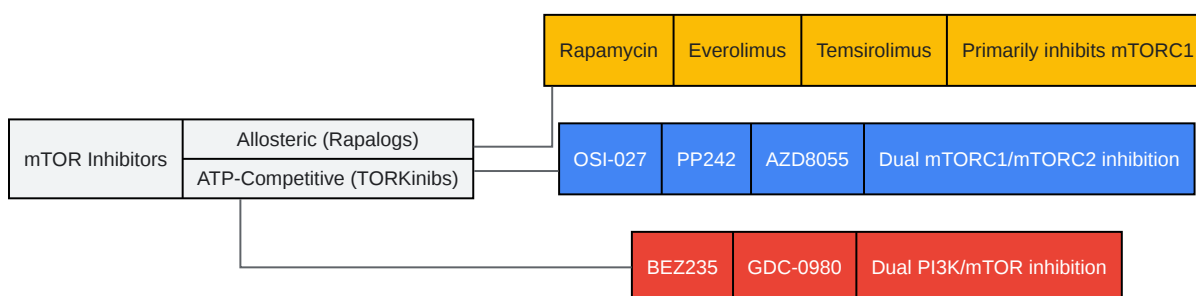 Rapamycin Everolimus Temsirolimus Primarily inhibits mTORC1
mTOR Inhibitors
Allosteric (Rapalogs)
ATP-Competitive (TORKinibs)
OSI-027 PP242 AZD8055 Dual mTORC1/mTORC2 inhibition
BEZ235 GDC-0980 Dual PI3K/mTOR inhibition